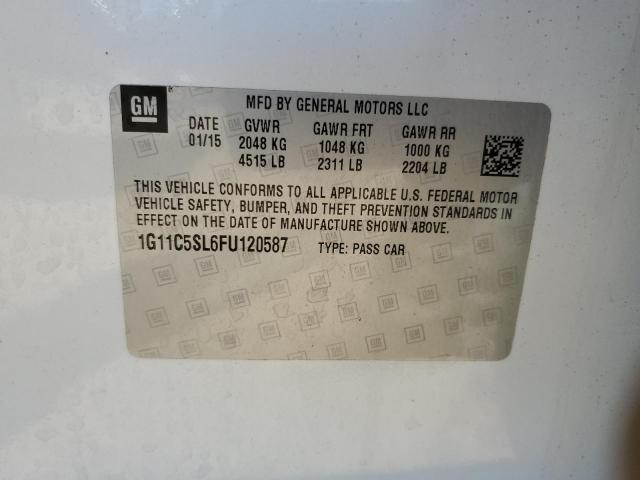 GM
MFD BY GENERAL MOTORS LLC
DATE GVWR GAWR FRT GAWR RR
01/15 2048 KG 1048 KG 1000 KG
4515 LB 2311 LB 2204 LB
THIS VEHICLE CONFORMS TO ALL APPLICABLE U.S. FEDERAL MOTOR
VEHICLE SAFETY, BUMPER, AND THEFT PREVENTION STANDARDS IN
EFFECT ON THE DATE OF MANUFACTURE SHOWN ABOVE.
1G11C5SL6FU120587 TYPE: PASS CAR